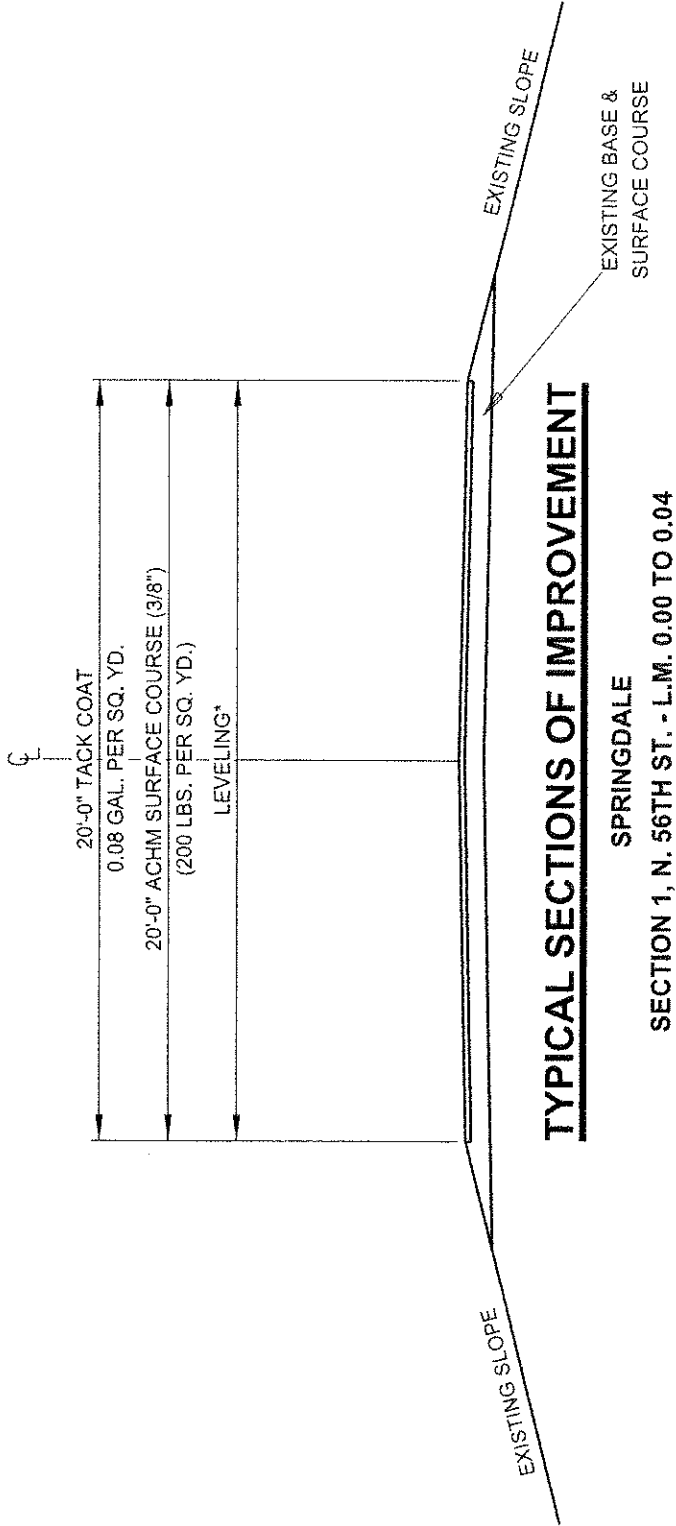 ℄
20'-0" TACK COAT
0.08 GAL. PER SQ. YD.
20'-0" ACHM SURFACE COURSE (3/8")
(200 LBS. PER SQ. YD.)
LEVELING*
EXISTING SLOPE
EXISTING SLOPE
EXISTING BASE &
SURFACE COURSE
TYPICAL SECTIONS OF IMPROVEMENT
SPRINGDALE
SECTION 1, N. 56TH ST. - L.M. 0.00 TO 0.04